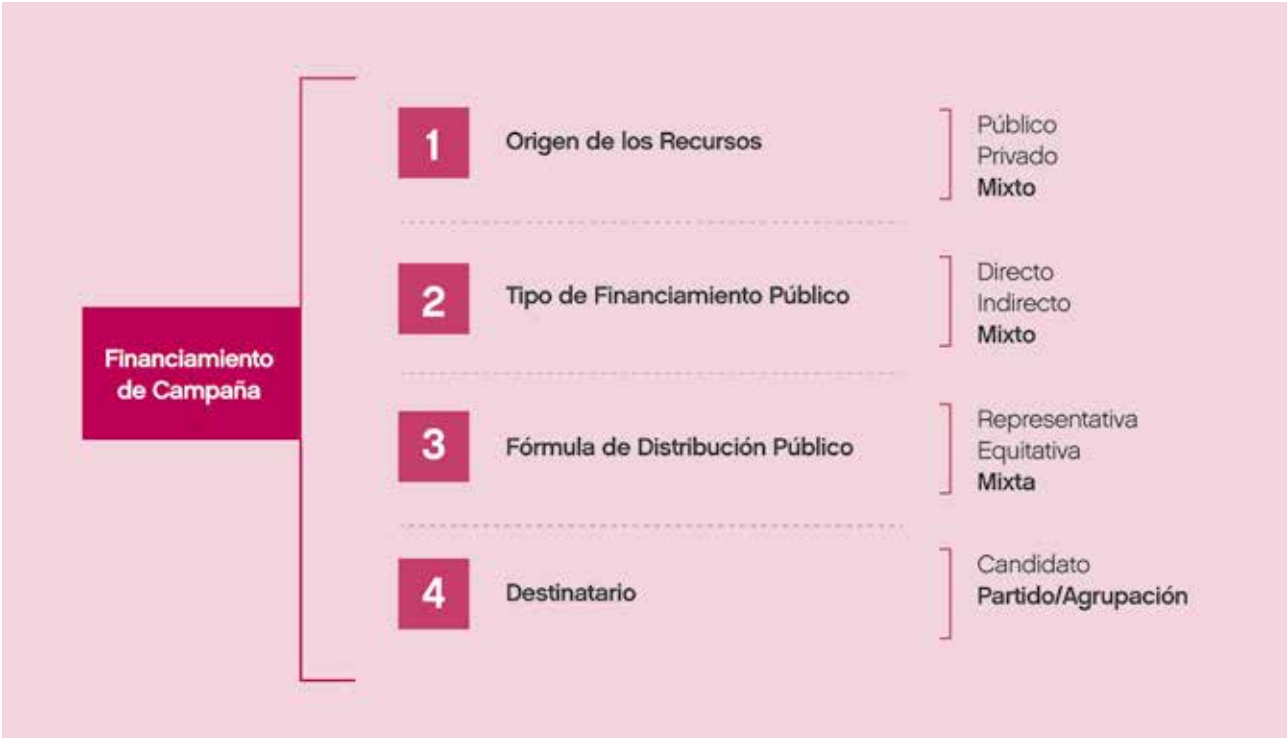 Financiamiento
de Campaña
1
Origen de los Recursos
Público
Privado
Mixto
2
Tipo de Financiamiento Público
Directo
Indirecto
Mixto
3
Fórmula de Distribución Público
Representativa
Equitativa
Mixta
4
Destinatario
Candidato
Partido/Agrupación